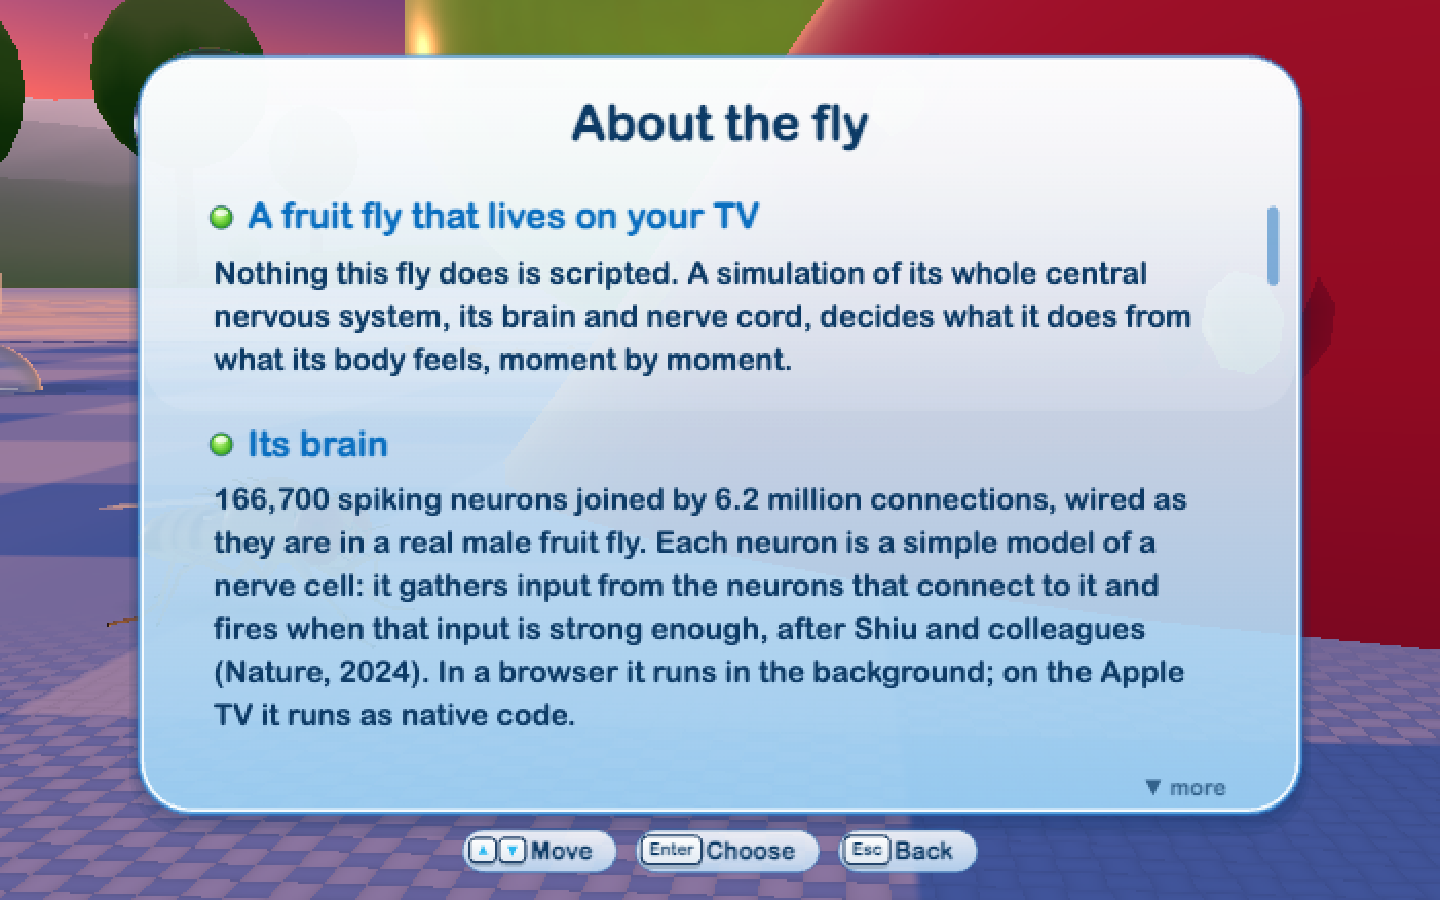 About the fly
A fruit fly that lives on your TV
Nothing this fly does is scripted. A simulation of its whole central
nervous system, its brain and nerve cord, decides what it does from
what its body feels, moment by moment.
Its brain
166,700 spiking neurons joined by 6.2 million connections, wired as
they are in a real male fruit fly. Each neuron is a simple model of a
nerve cell: it gathers input from the neurons that connect to it and
fires when that input is strong enough, after Shiu and colleagues
(Nature, 2024). In a browser it runs in the background; on the Apple
TV it runs as native code.
▼ more
▲ ▼ Move Enter Choose Esc Back